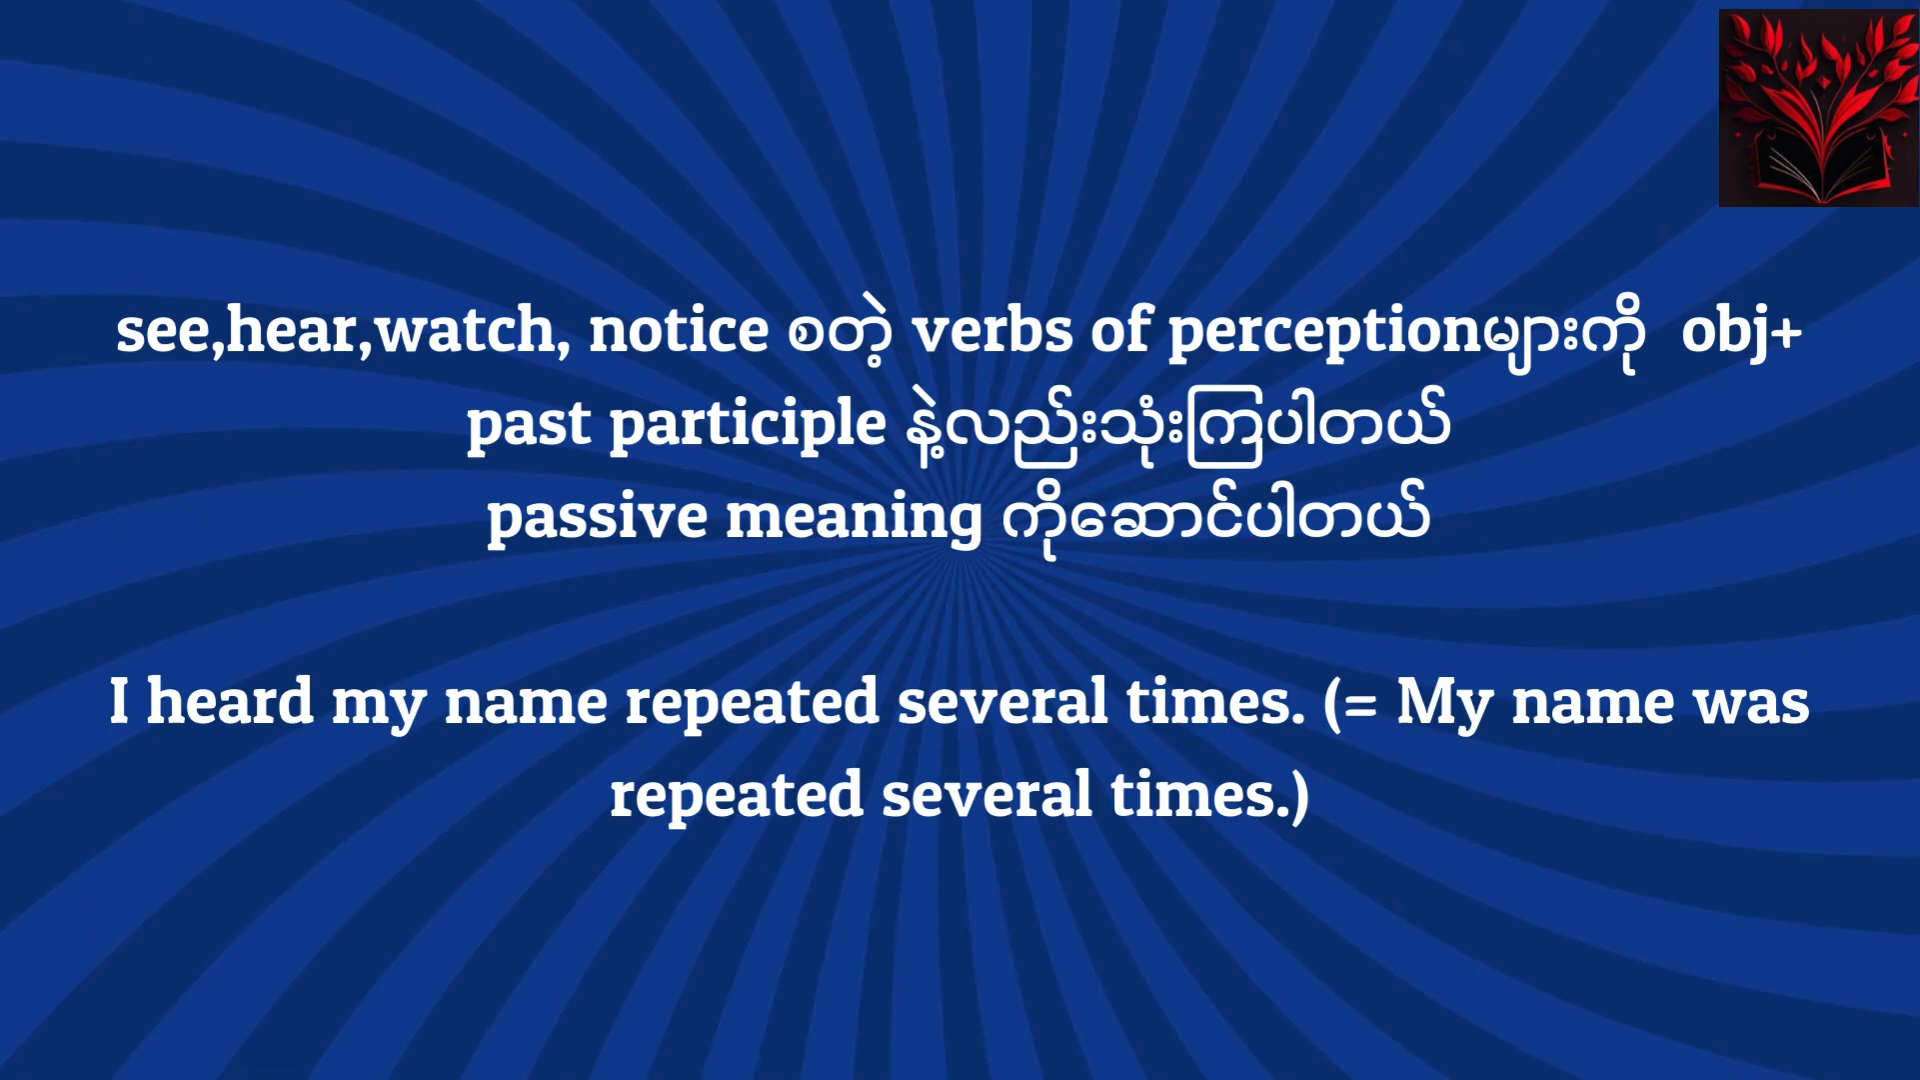 see,hear,watch, notice စတဲ့ verbs of perceptionများကို obj+
past participle နဲ့လည်းသုံးကြပါတယ်
passive meaning ကိုဆောင်ပါတယ်
I heard my name repeated several times. (= My name was
repeated several times.)